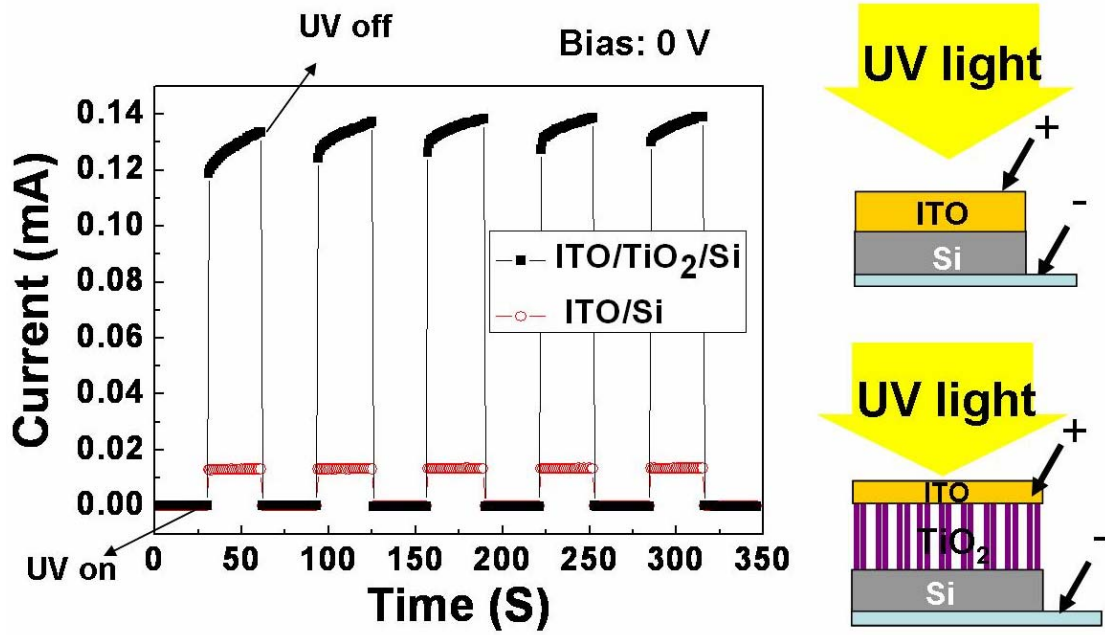 UV off
Bias: 0 V
Current (mA)
0.14
0.12
0.10
0.08
0.06
0.04
0.02
0.00
ITO/TiO2/Si
ITO/Si
UV on
0 50 100 150 200 250 300 350
Time (S)
UV light
+
ITO
-
Si
UV light
+
ITO
TiO2
-
Si